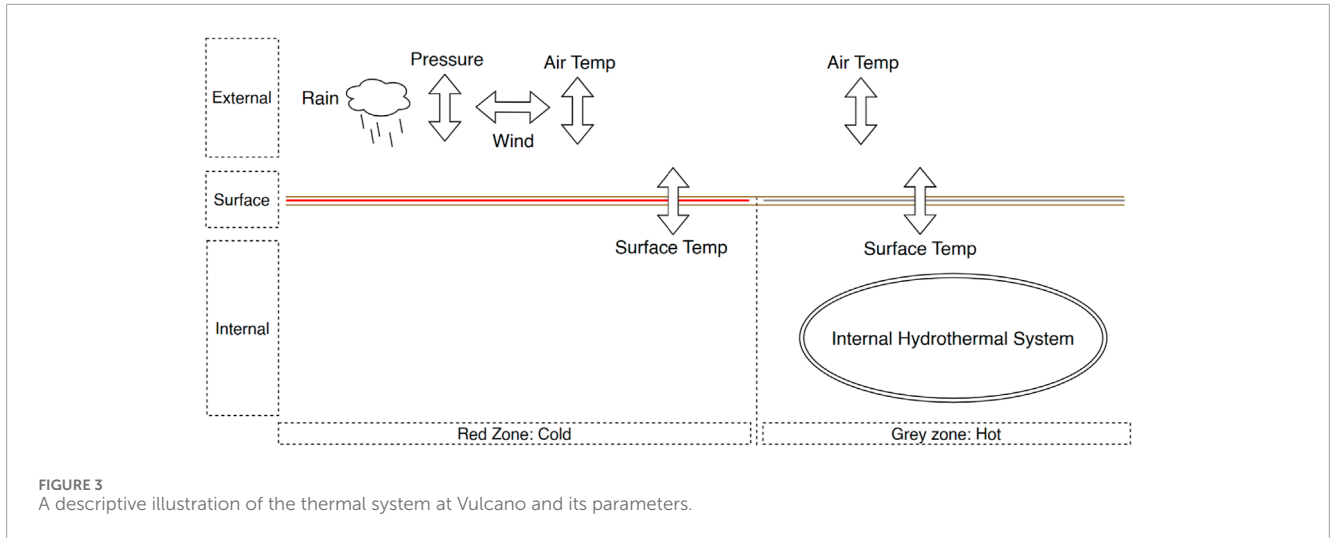 Pressure
Air Temp
Air Temp
External
Rain
Wind
Surface
Surface Temp
Surface Temp
Internal
Internal Hydrothermal System
Red Zone: Cold
Grey zone: Hot
FIGURE 3
A descriptive illustration of the thermal system at Vulcano and its parameters.